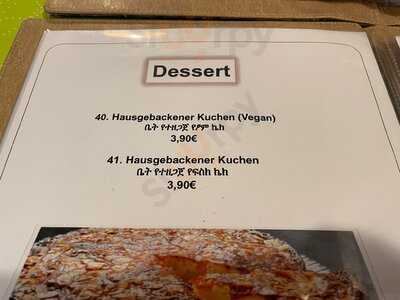 Dessert
40. Hausgebackener Kuchen (Vegan)
ቤት የተዘጋጀ የፆም ኬክ
3,90€
41. Hausgebackener Kuchen
ቤት የተዘጋጀ የፍስክ ኬክ
3,90€